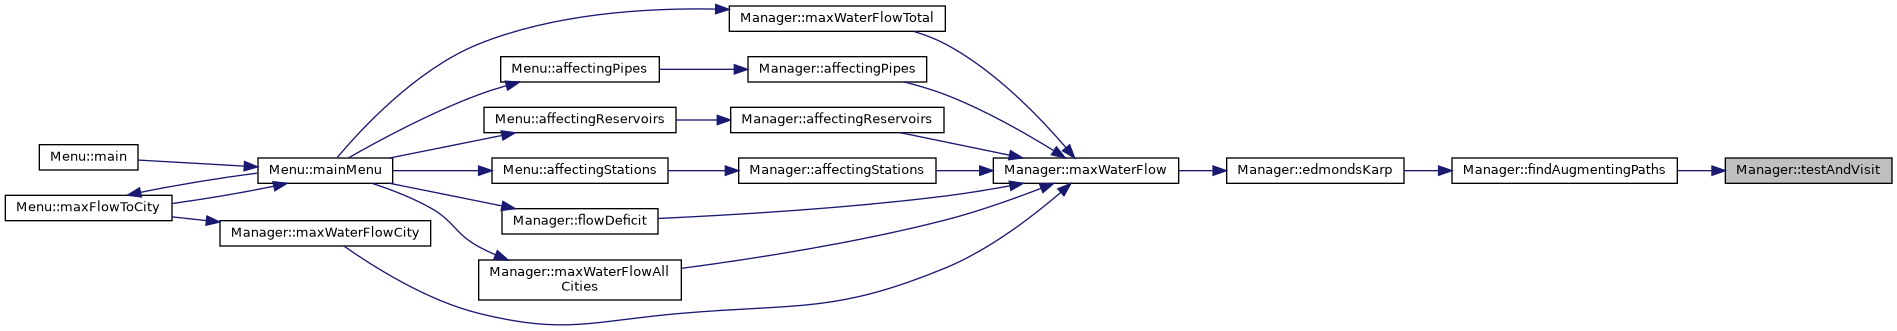 Manager::maxWaterFlowTotal
Menu::affectingPipes
Manager::affectingPipes
Menu::affectingReservoirs
Manager::affectingReservoirs
Menu::main
Menu::mainMenu
Menu::affectingStations
Manager::affectingStations
Manager::maxWaterFlow
Manager::edmondsKarp
Manager::findAugmentingPaths
Manager::testAndVisit
Menu::maxFlowToCity
Manager::flowDeficit
Manager::maxWaterFlowCity
Manager::maxWaterFlowAll
Cities